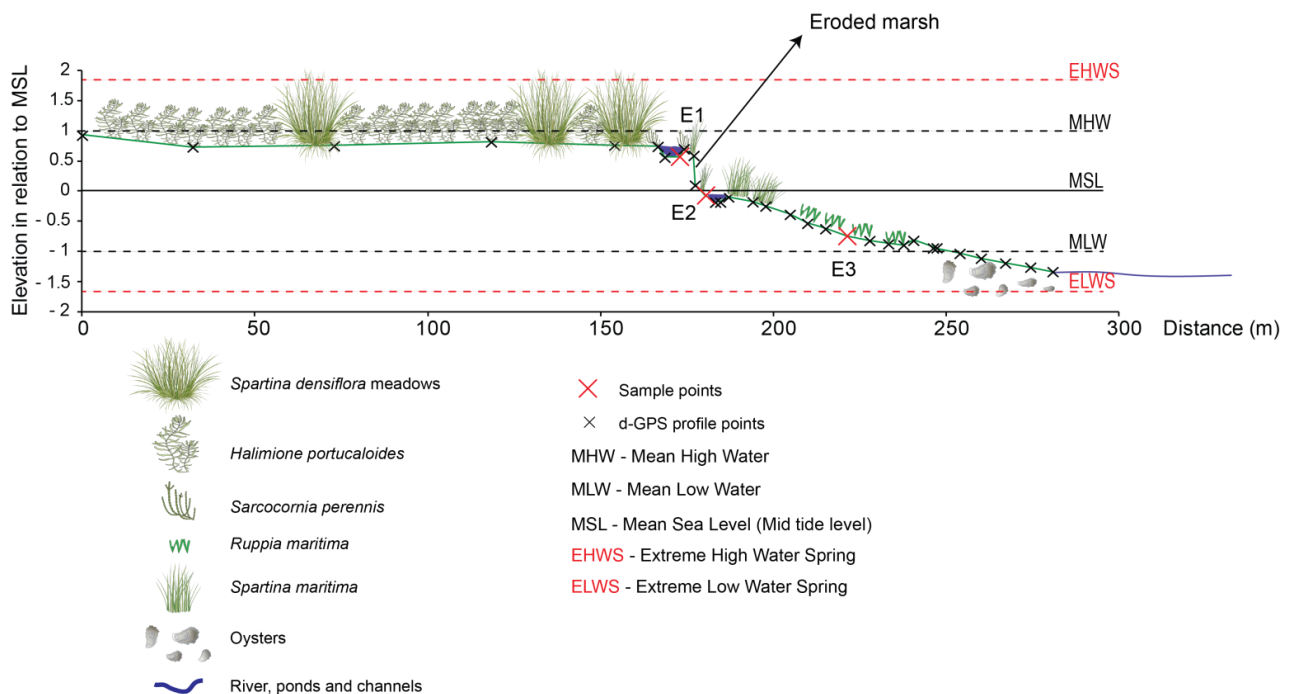 Eroded marsh
Elevation in relation to MSL
2
1.5
1
0.5
0
- 0.5
- 1
- 1.5
- 2
EHWS
MHW
MSL
MLW
ELWS
E1
E2
E3
0 50 100 150 200 250 300 Distance (m)
Spartina densiflora meadows
Halimione portucaloides
Sarcocornia perennis
Ruppia maritima
Spartina maritima
Oysters
River, ponds and channels
Sample points
d-GPS profile points
MHW - Mean High Water
MLW - Mean Low Water
MSL - Mean Sea Level (Mid tide level)
EHWS - Extreme High Water Spring
ELWS - Extreme Low Water Spring